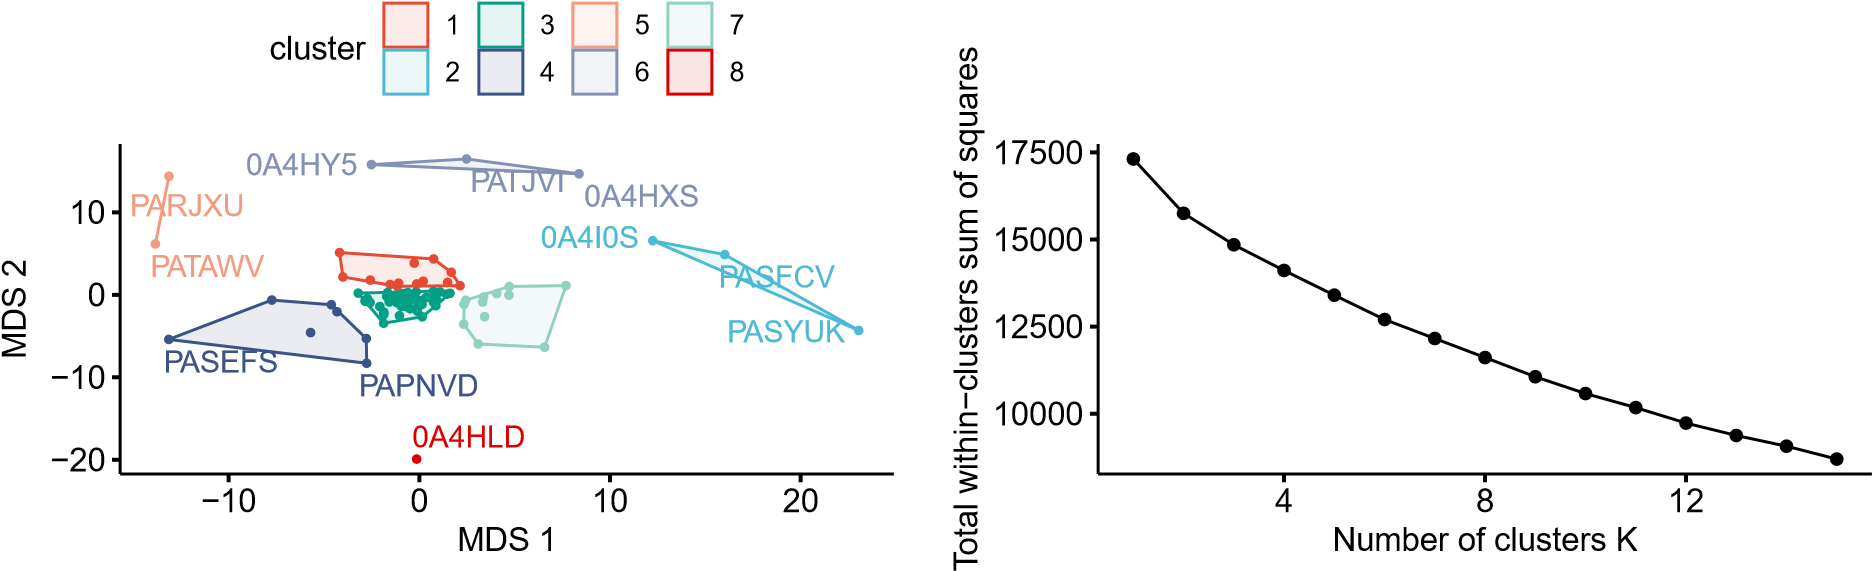 cluster
1 3 5 7
2 4 6 8
0A4HY5
PATJVI
0A4HXS
PARJXU
0A4I0S
PATAWV
PASFCV
PASYUK
PASEFS
PAPNVD
0A4HLD
10
0
−10
−20
MDS 2
−10 0 10 20
MDS 1
Total within−clusters sum of squares
17500
15000
12500
10000
4 8 12
Number of clusters K